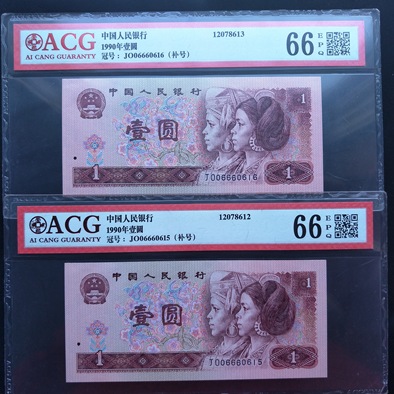 ACG
AI CANG GUARANTY
中国人民银行
12078613
1990年壹圆
冠号：JO06660616（补号）
66 EPQ
中国人民银行
壹圆
1
JO06660616
1
1
ACG
AI CANG GUARANTY
中国人民银行
12078612
1990年壹圆
冠号：JO06660615（补号）
66 EPQ
中国人民银行
壹圆
1
JO06660615
1
1